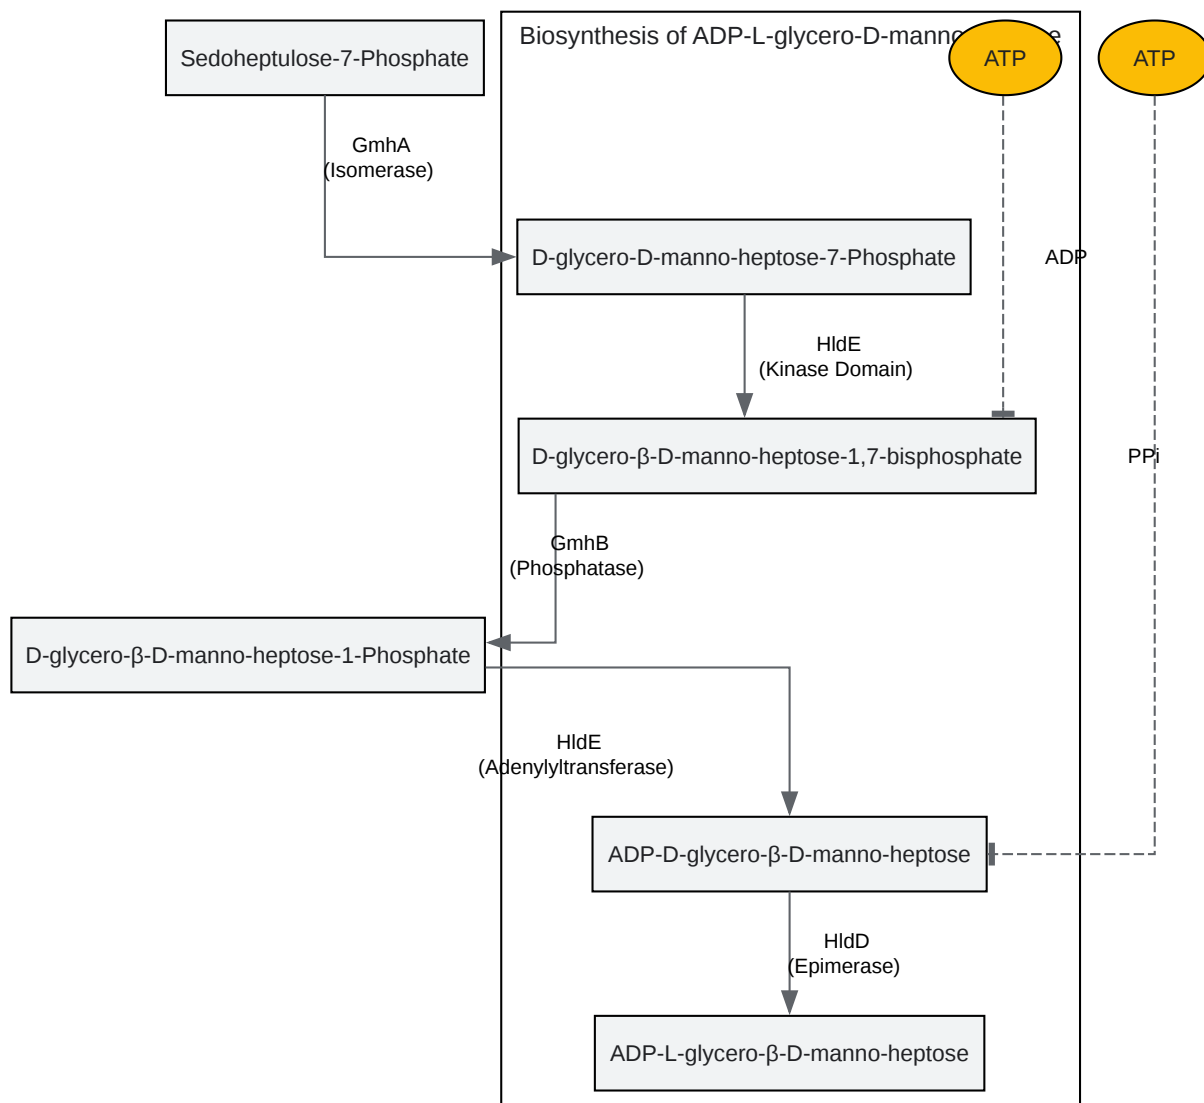 Biosynthesis of ADP-L-glycero-D-manno
ATP
ATP
Sedoheptulose-7-Phosphate
GmhA
(Isomerase)
D-glycero-D-manno-heptose-7-Phosphate
ADP
HldE
(Kinase Domain)
D-glycero-β-D-manno-heptose-1,7-bisphosphate
PPi
GmhB
(Phosphatase)
D-glycero-β-D-manno-heptose-1-Phosphate
HldE
(Adenylyltransferase)
ADP-D-glycero-β-D-manno-heptose
HldD
(Epimerase)
ADP-L-glycero-β-D-manno-heptose